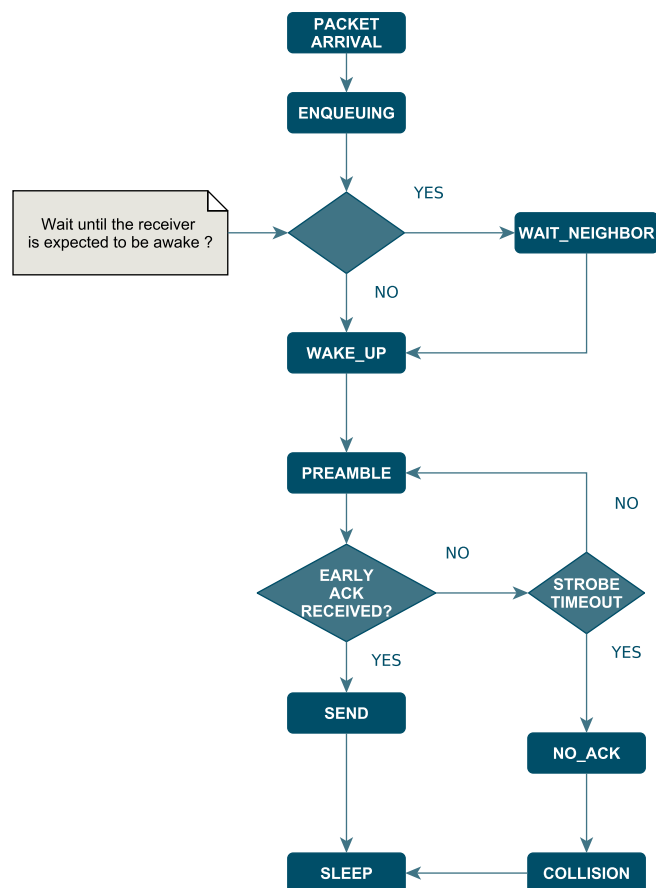 PACKET
ARRIVAL
ENQUEUING
YES
Wait until the receiver
is expected to be awake ?
WAIT_NEIGHBOR
NO
WAKE_UP
PREAMBLE
NO
NO
EARLY
ACK
RECEIVED?
STROBE
TIMEOUT
YES
YES
SEND
NO_ACK
SLEEP
COLLISION